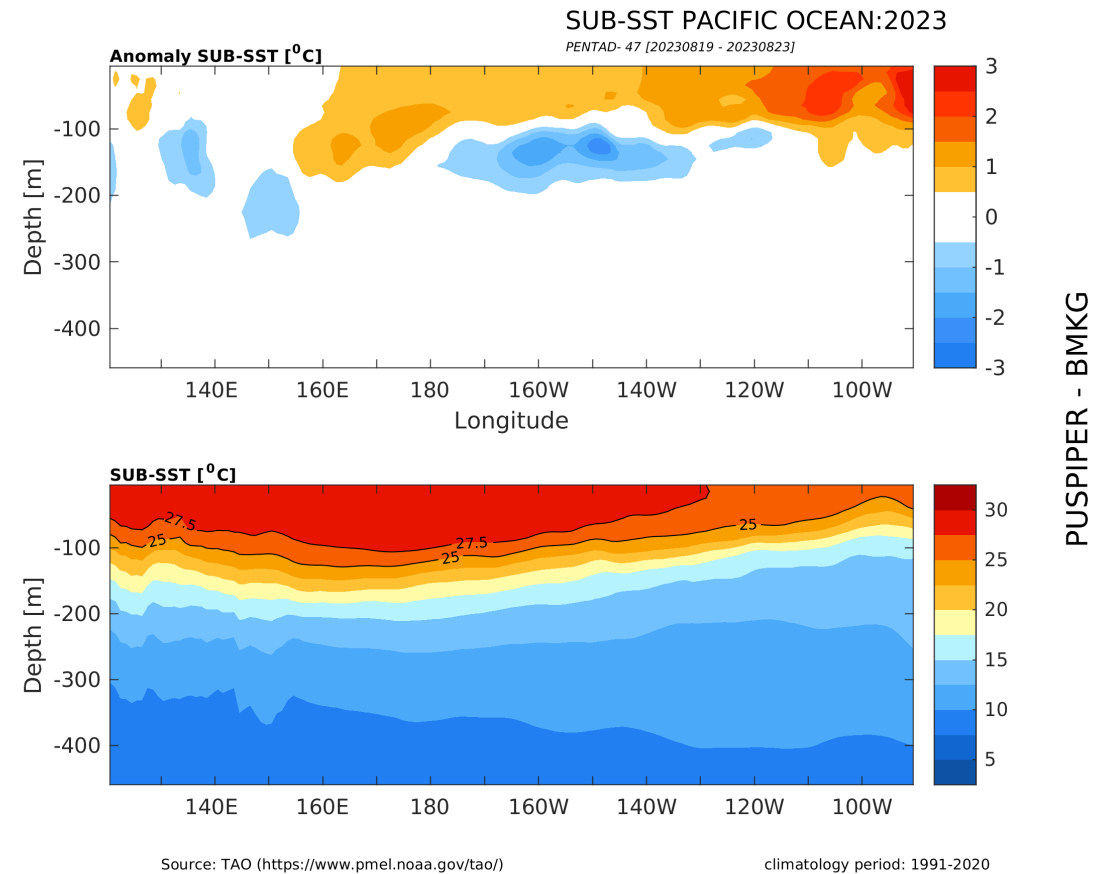 SUB-SST PACIFIC OCEAN:2023
PENTAD- 47 [20230819 - 20230823]
Anomaly SUB-SST [⁰C]
-100
-200
-300
-400
Depth [m]
140E 160E 180 160W 140W 120W 100W
Longitude
3
2
1
0
-1
-2
-3
PUSPIPER - BMKG
SUB-SST [⁰C]
27.5
25
27.5
25
25
-100
-200
-300
-400
Depth [m]
140E 160E 180 160W 140W 120W 100W
30
25
20
15
10
5
Source: TAO (https://www.pmel.noaa.gov/tao/)
climatology period: 1991-2020